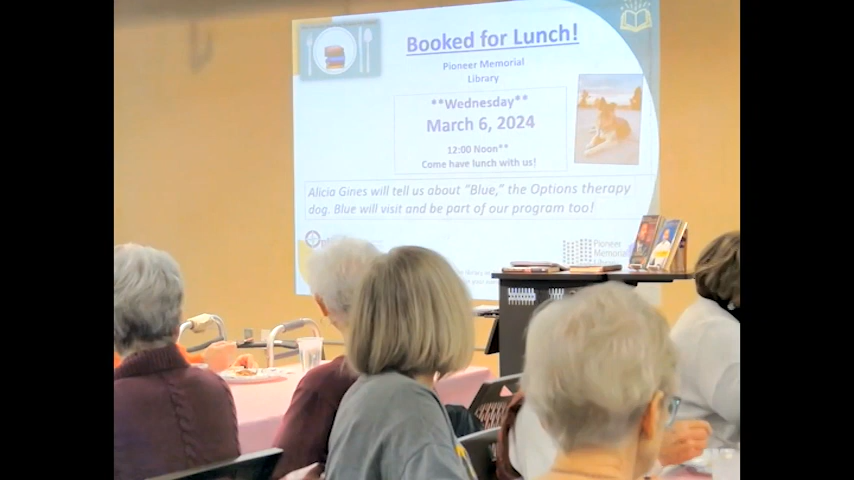 Booked for Lunch!
Pioneer Memorial
Library
**Wednesday**
March 6, 2024
12:00 Noon**
Come have lunch with us!
Alicia Gines will tell us about "Blue," the Options therapy
dog. Blue will visit and be part of our program too!
Pioneer
Memorial